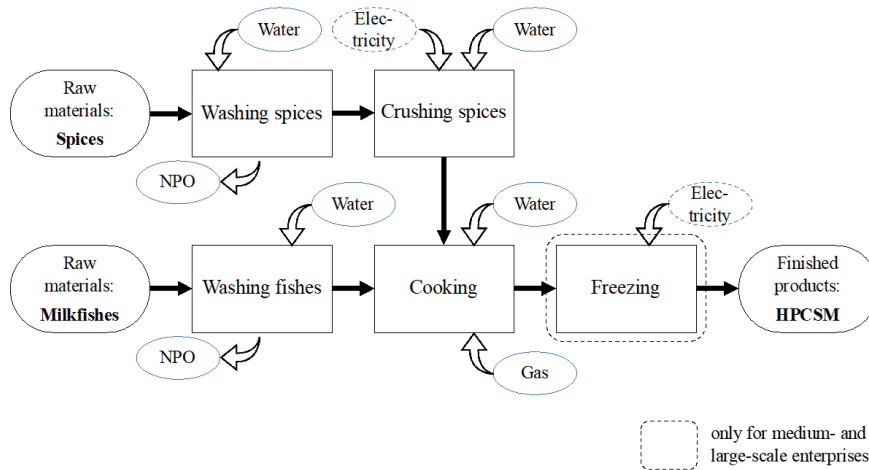 Water
Elec-
tricity
Water
Raw
materials:
Spices
Washing spices
Crushing spices
NPO
Water
Water
Elec-
tricity
Raw
materials:
Milkfishes
Washing fishes
Cooking
Freezing
Finished
products:
HPCSM
NPO
Gas
only for medium- and
large-scale enterprises